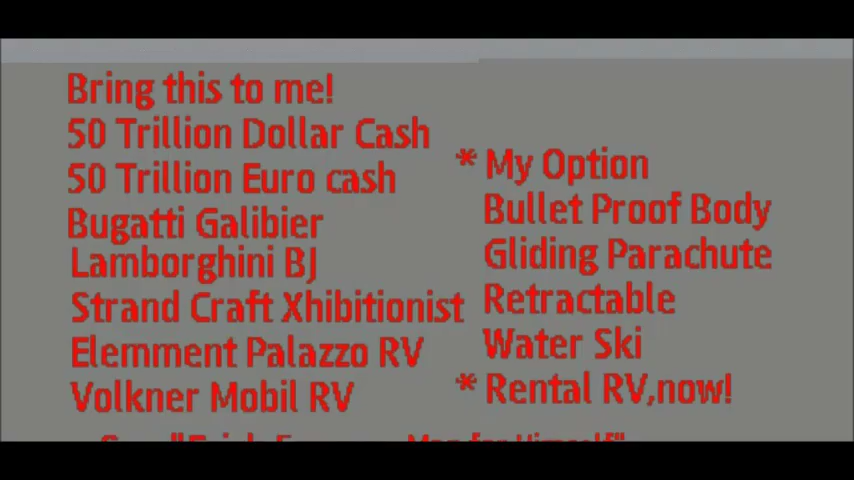 Bring this to me!
50 Trillion Dollar Cash
50 Trillion Euro cash
Bugatti Galibier
Lamborghini BJ
Strand Craft Xhibitionist
Elemment Palazzo RV
Volkner Mobil RV
* My Option
Bullet Proof Body
Gliding Parachute
Retractable
Water Ski
* Rental RV,now!